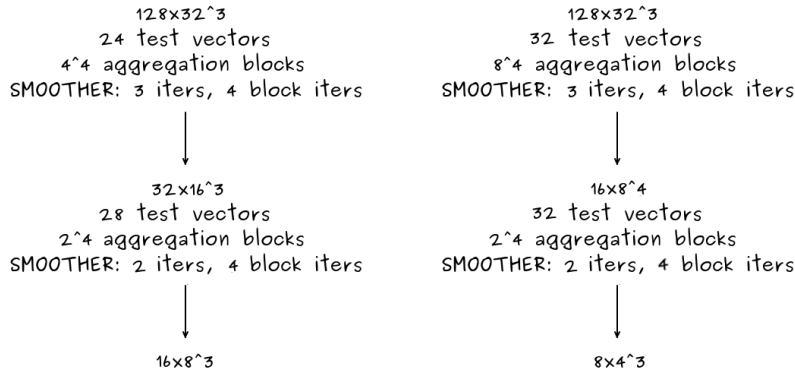 128x32^3
24 test vectors
4^4 aggregation blocks
SMOOTHER: 3 iters, 4 block iters
32x16^3
28 test vectors
2^4 aggregation blocks
SMOOTHER: 2 iters, 4 block iters
16x8^3
128x32^3
32 test vectors
8^4 aggregation blocks
SMOOTHER: 3 iters, 4 block iters
16x8^4
32 test vectors
2^4 aggregation blocks
SMOOTHER: 2 iters, 4 block iters
8x4^3